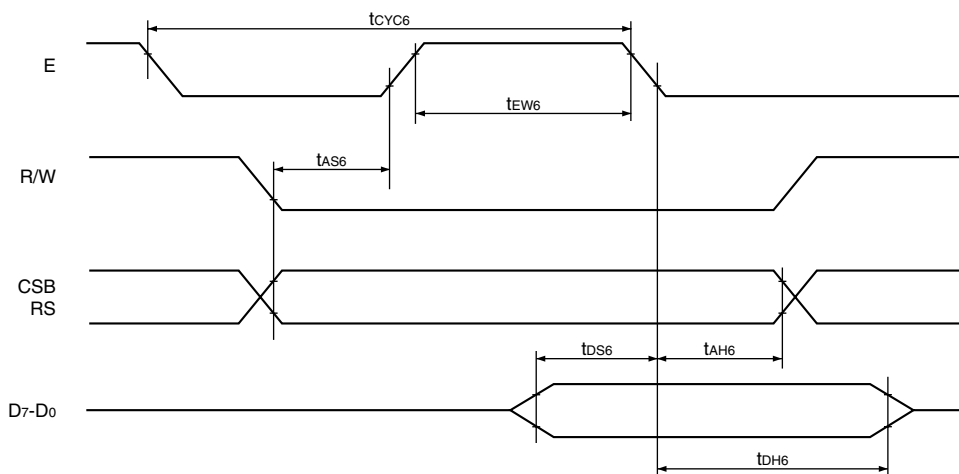 tCYC6
E
tEW6
tAS6
R/W
CSB
RS
tDS6
tAH6
D7-D0
tDH6